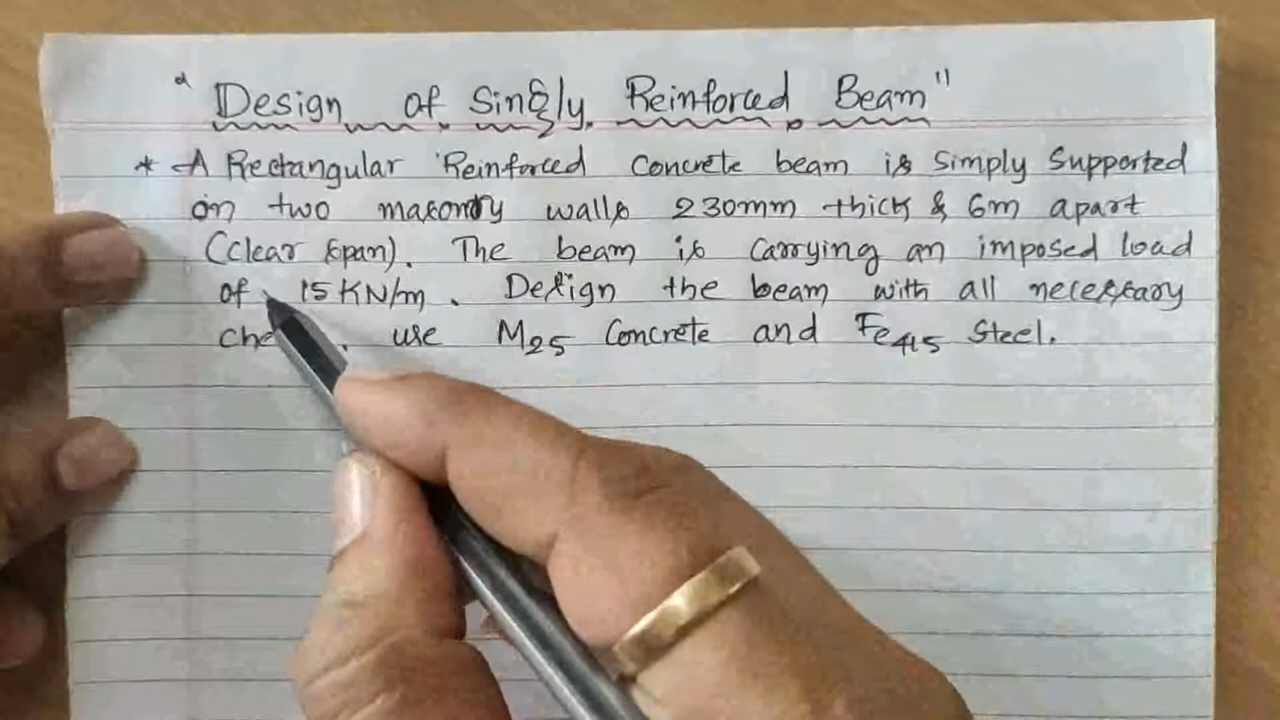 "Design of Singly Reinforced Beam"
* A Rectangular Reinforced Concrete beam is Simply Supported
on two masonry walls 230mm thick & 6m apart
(clear span). The beam is Carrying an imposed load
of 15 KN/m. Design the beam with all necessary
use M25 Concrete and Fe415 Steel.